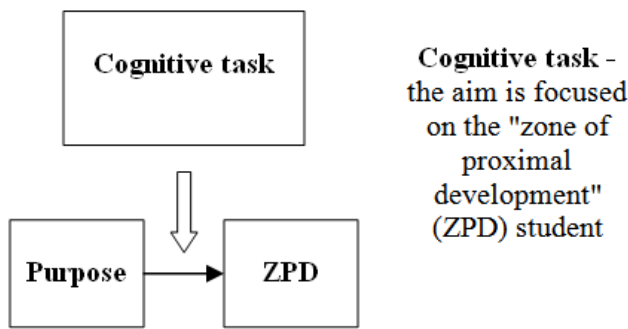 Cognitive task
Cognitive task -
the aim is focused
on the "zone of
proximal
development"
(ZPD) student
Purpose
ZPD